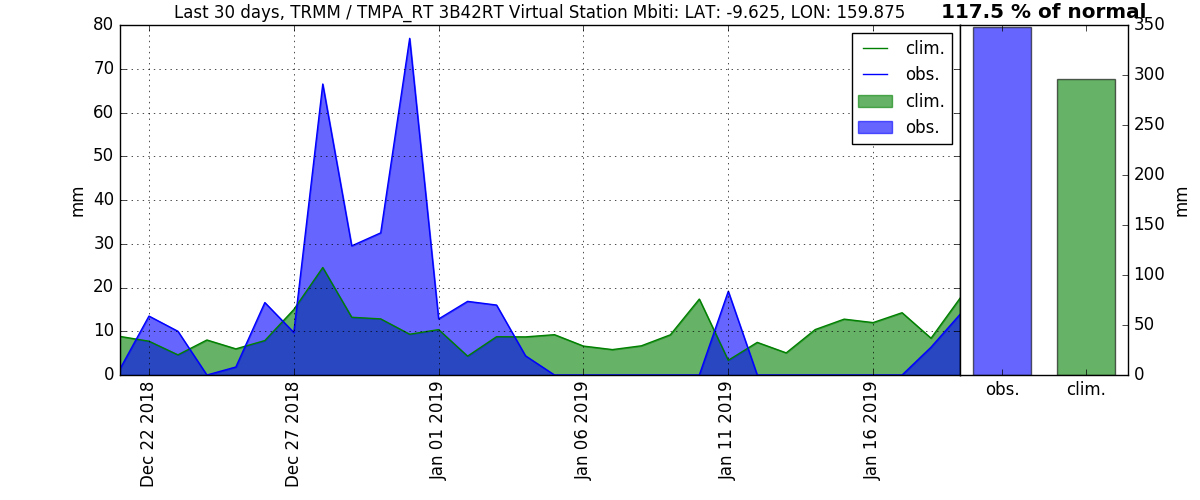 Last 30 days, TRMM / TMPA_RT 3B42RT Virtual Station Mbiti: LAT: -9.625, LON: 159.875
117.5 % of normal
80
70
60
50
40
30
20
10
0
mm
clim.
obs.
clim.
obs.
Dec 22 2018
Dec 27 2018
Jan 01 2019
Jan 06 2019
Jan 11 2019
Jan 16 2019
350
300
250
200
150
100
50
0
mm
obs.
clim.